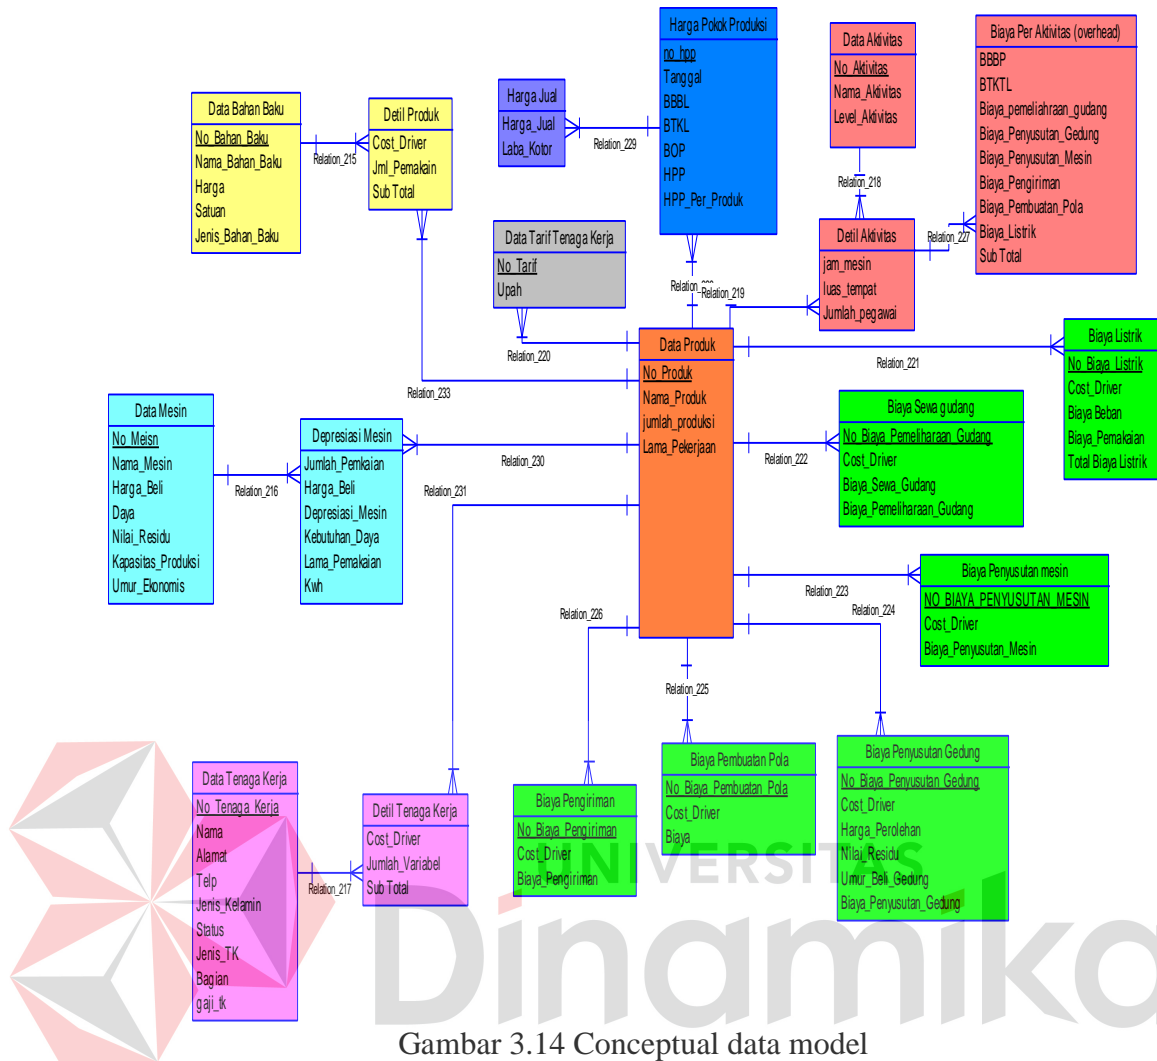 Harga Pokok Produksi
no_hpp
Tanggal
BBBL
BTKL
BOP
HPP
HPP_Per_Produk
Data Aktivitas
No_Aktivitas
Nama_Aktivitas
Level_Aktivitas
Biaya Per Aktivitas (overhead)
BBBP
BTKTL
Biaya_pemeliahraan_gudang
Biaya_Penyusutan_Gedung
Biaya_Penyusutan_Mesin
Biaya_Pengiriman
Biaya_Pembuatan_Pola
Biaya_Listrik
Sub Total
Harga Jual
Harga_Jual
Laba_Kotor
Relation_229
Data Bahan Baku
No_Bahan_Baku
Nama_Bahan_Baku
Harga
Satuan
Jenis_Bahan_Baku
Relation_215
Detil Produk
Cost_Driver
Jml_Pemakain
Sub Total
Relation_218
Relation_227
Data Tarif Tenaga Kerja
No_Tarif
Upah
Detil Aktivitas
jam_mesin
luas_tempat
Jumlah_pegawai
Relation_219
Relation_220
Relation_233
Data Produk
No_Produk
Nama_Produk
jumlah_produksi
Lama_Pekerjaan
Relation_221
Biaya Listrik
No_Biaya_Listrik
Cost_Driver
Biaya Beban
Biaya_Pemakaian
Total Biaya Listrik
Data Mesin
No_Meisn
Nama_Mesin
Harga_Beli
Daya
Nilai_Residu
Kapasitas_Produksi
Umur_Ekonomis
Relation_216
Depresiasi Mesin
Jumlah_Pemkaian
Harga_Beli
Depresiasi_Mesin
Kebutuhan_Daya
Lama_Pemakaian
Kwh
Relation_230
Relation_222
Biaya Sewa gudang
No_Biaya_Pemeliharaan_Gudang
Cost_Driver
Biaya_Sewa_Gudang
Biaya_Pemeliharaan_Gudang
Relation_231
Relation_223
Biaya Penyusutan mesin
NO_BIAYA_PENYUSUTAN_MESIN
Cost_Driver
Biaya_Penyusutan_Mesin
Relation_226
Relation_224
Relation_225
Data Tenaga Kerja
No_Tenaga_Kerja
Nama
Alamat
Telp
Jenis_Kelamin
Status
Jenis_TK
Bagian
gaji_tk
Relation_217
Detil Tenaga Kerja
Cost_Driver
Jumlah_Variabel
Sub Total
Biaya Pengiriman
No_Biaya_Pengiriman
Cost_Driver
Biaya_Pengiriman
Biaya Pembuatan Pola
No_Biaya_Pembuatan_Pola
Cost_Driver
Biaya
Biaya Penyusutan Gedung
No_Biaya_Penyusutan_Gedung
Cost_Driver
Harga_Perolehan
Nilai_Residu
Umur_Beli_Gedung
Biaya_Penyusutan_Gedung
UNIVERSITAS
Dinamika
Gambar 3.14 Conceptual data model